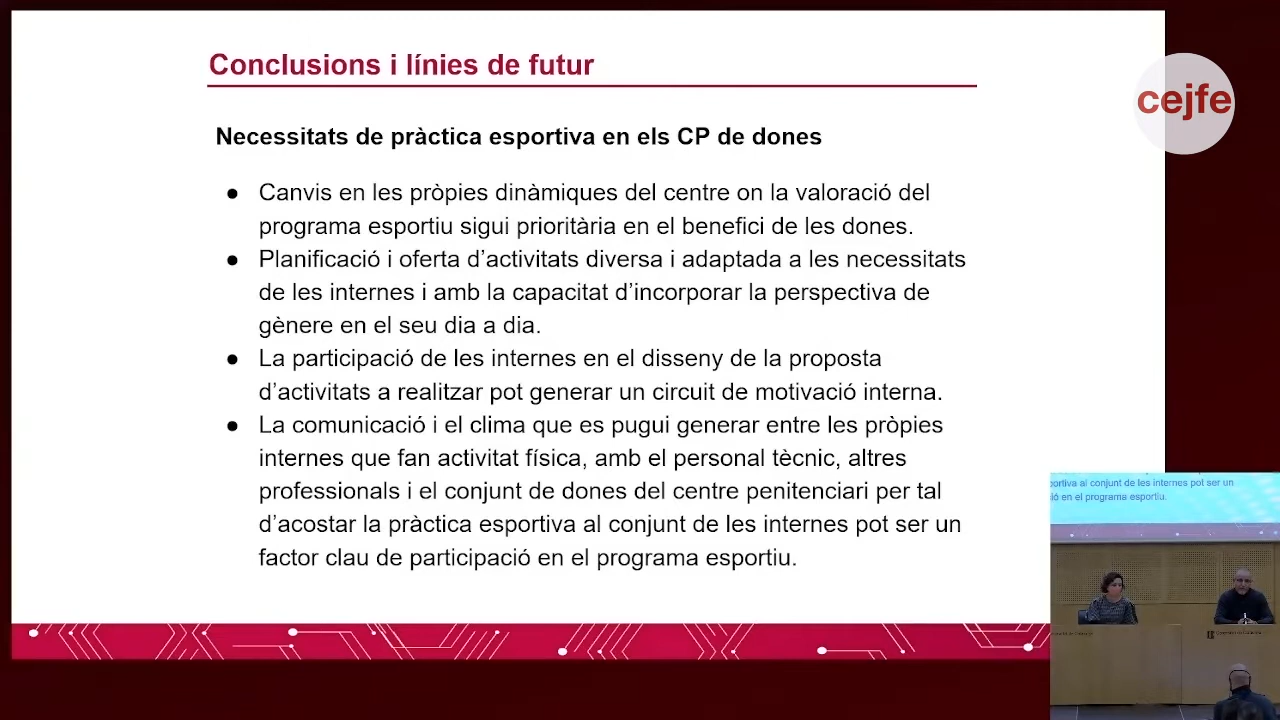 Conclusions i línies de futur
cejfe
Necessitats de pràctica esportiva en els CP de dones
● Canvis en les pròpies dinàmiques del centre on la valoració del
programa esportiu sigui prioritària en el benefici de les dones.
● Planificació i oferta d’activitats diversa i adaptada a les necessitats
de les internes i amb la capacitat d’incorporar la perspectiva de
gènere en el seu dia a dia.
● La participació de les internes en el disseny de la proposta
d’activitats a realitzar pot generar un circuit de motivació interna.
● La comunicació i el clima que es pugui generar entre les pròpies
internes que fan activitat física, amb el personal tècnic, altres
professionals i el conjunt de dones del centre penitenciari per tal
d’acostar la pràctica esportiva al conjunt de les internes pot ser un
factor clau de participació en el programa esportiu.
portiva al conjunt de les internes pot ser un
ió en el programa esportiu.